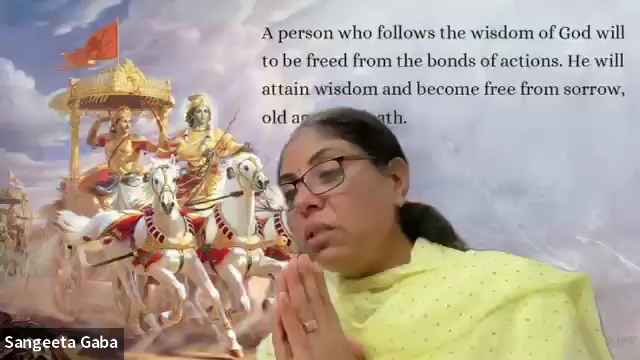 A person who follows the wisdom of God will
to be freed from the bonds of actions. He will
attain wisdom and become free from sorrow,
old
Sangeeta Gaba